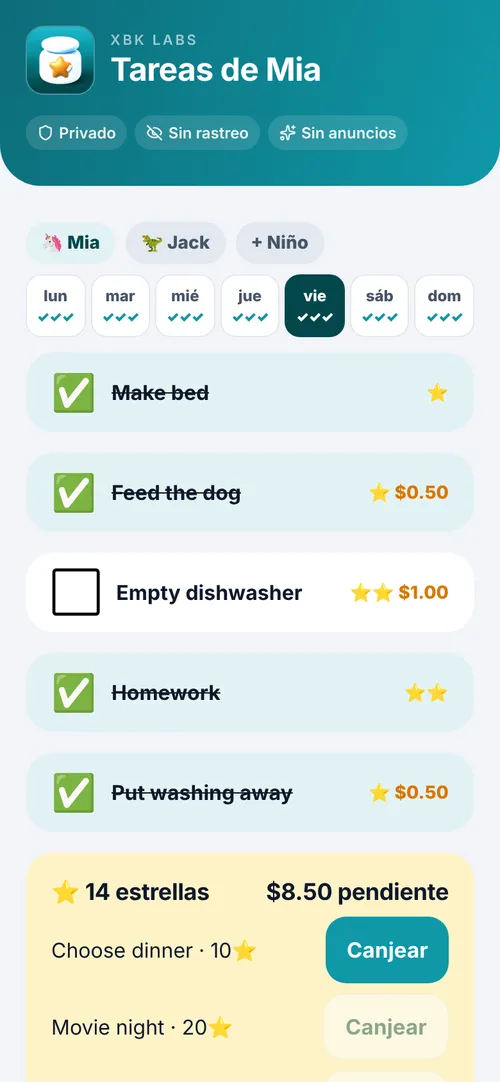 XBK LABS
Tareas de Mia
Privado
Sin rastreo
Sin anuncios
🦄 Mia
🦖 Jack
+ Niño
lun
mar
mié
jue
vie
sáb
dom
✓✓✓
✓✓✓
✓✓✓
✓✓✓
✓✓✓
✓✓✓
✓✓✓
✅ Make bed ⭐
✅ Feed the dog ⭐ $0.50
Empty dishwasher ⭐⭐ $1.00
✅ Homework ⭐⭐
✅ Put washing away ⭐ $0.50
⭐ 14 estrellas $8.50 pendiente
Choose dinner · 10⭐ Canjear
Movie night · 20⭐ Canjear